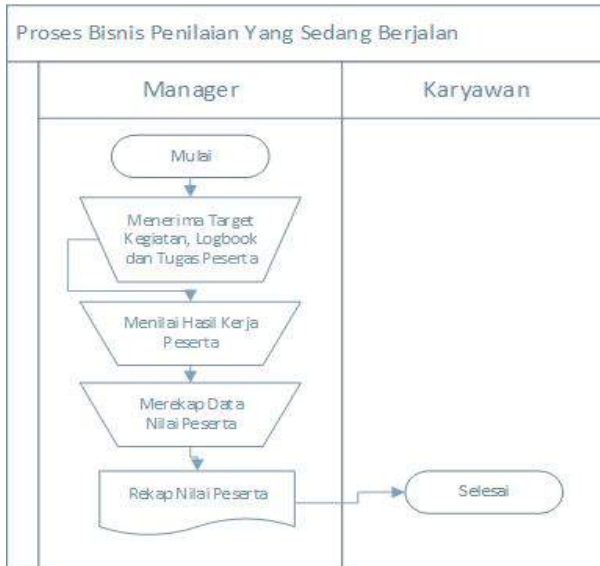 Proses Bisnis Penilaian Yang Sedang Berjalan
Manager
Karyawan
Mulai
Menerima Target
Kegiatan, Logbook
dan Tugas Peserta
Menilai Hasil Kerja
Peserta
Merekap Data
Nilai Peserta
Rekap Nilai Peserta
Selesai